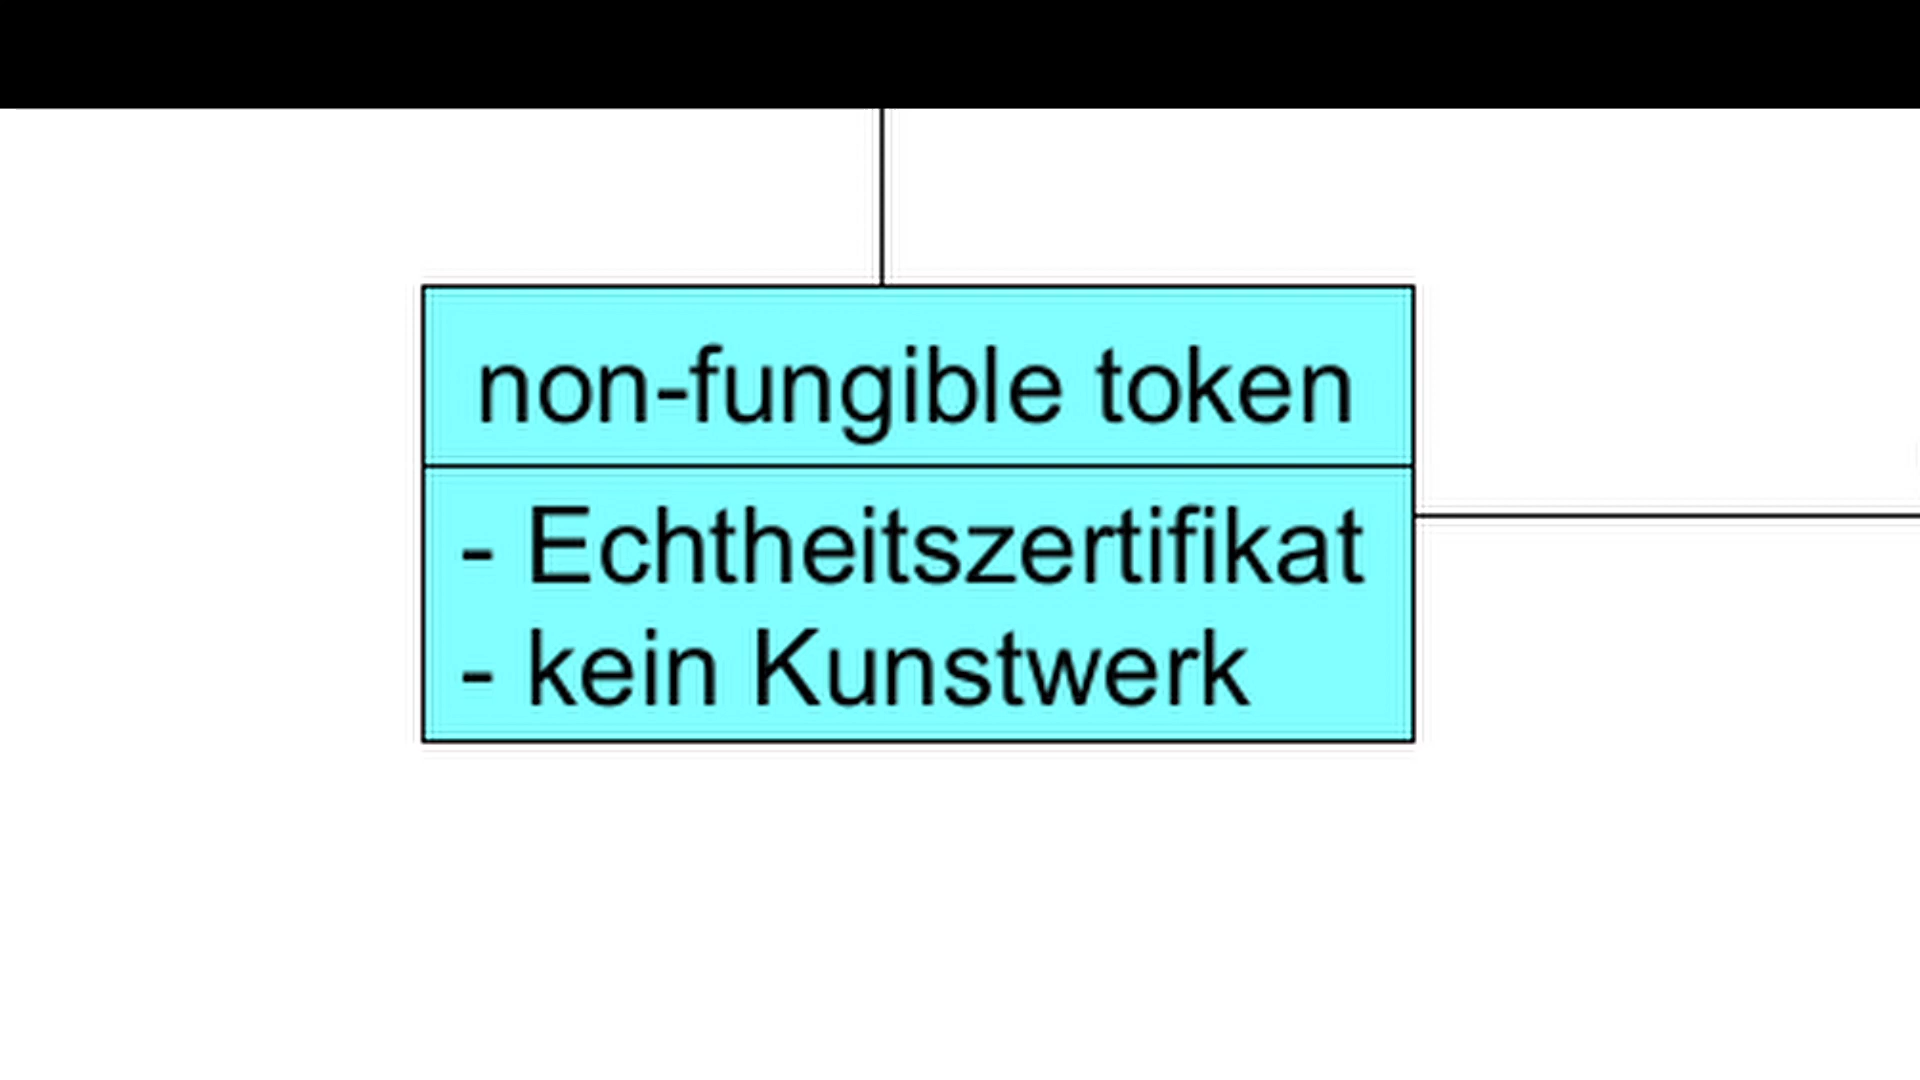 non-fungible token
- Echtheitszertifikat
- kein Kunstwerk